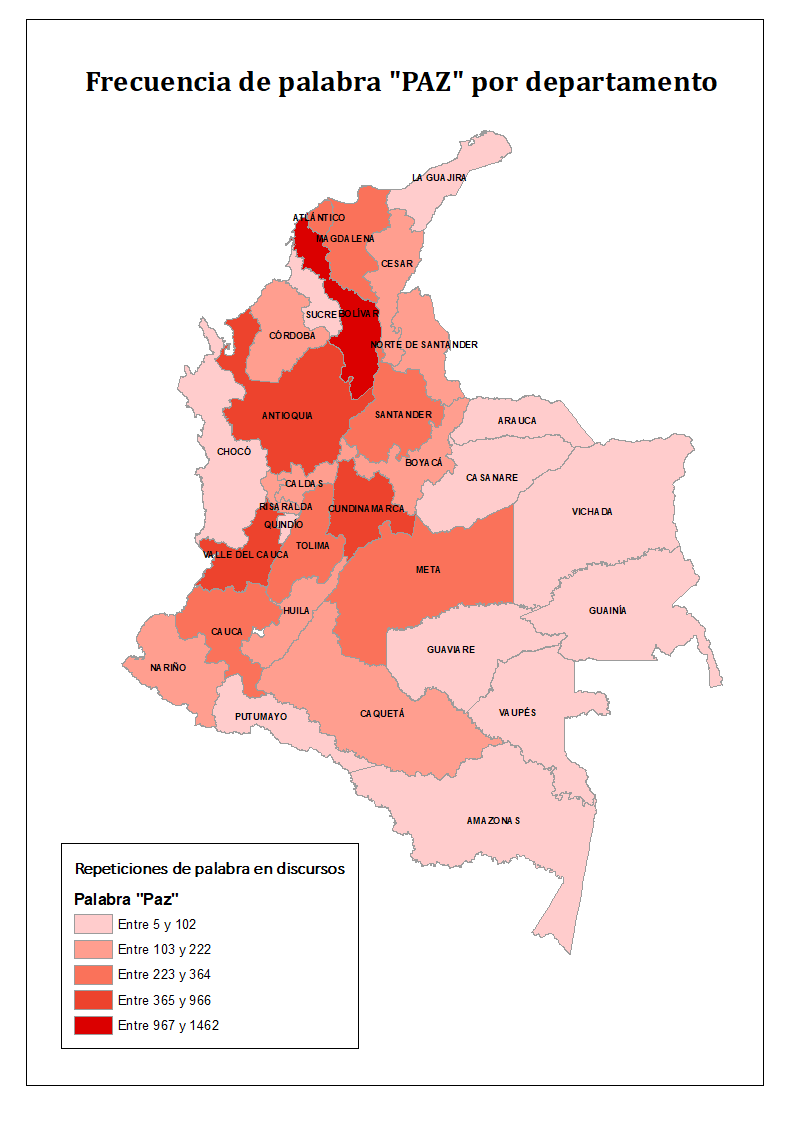 Frecuencia de palabra "PAZ" por departamento
LA GUAJIRA
ATLÁNTICO
MAGDALENA
CESAR
SUCRE
BOLÍVAR
CÓRDOBA
NORTE DE SANTANDER
ANTIOQUIA
SANTANDER
ARAUCA
CHOCÓ
BOYACÁ
CASANARE
CALDAS
RISARALDA
CUNDINAMARCA
VICHADA
QUINDÍO
TOLIMA
VALLE DEL CAUCA
META
HUILA
GUAINÍA
CAUCA
GUAVIARE
NARIÑO
PUTUMAYO
CAQUETÁ
VAUPÉS
AMAZONAS
Repeticiones de palabra en discursos
Palabra "Paz"
Entre 5 y 102
Entre 103 y 222
Entre 223 y 364
Entre 365 y 966
Entre 967 y 1462